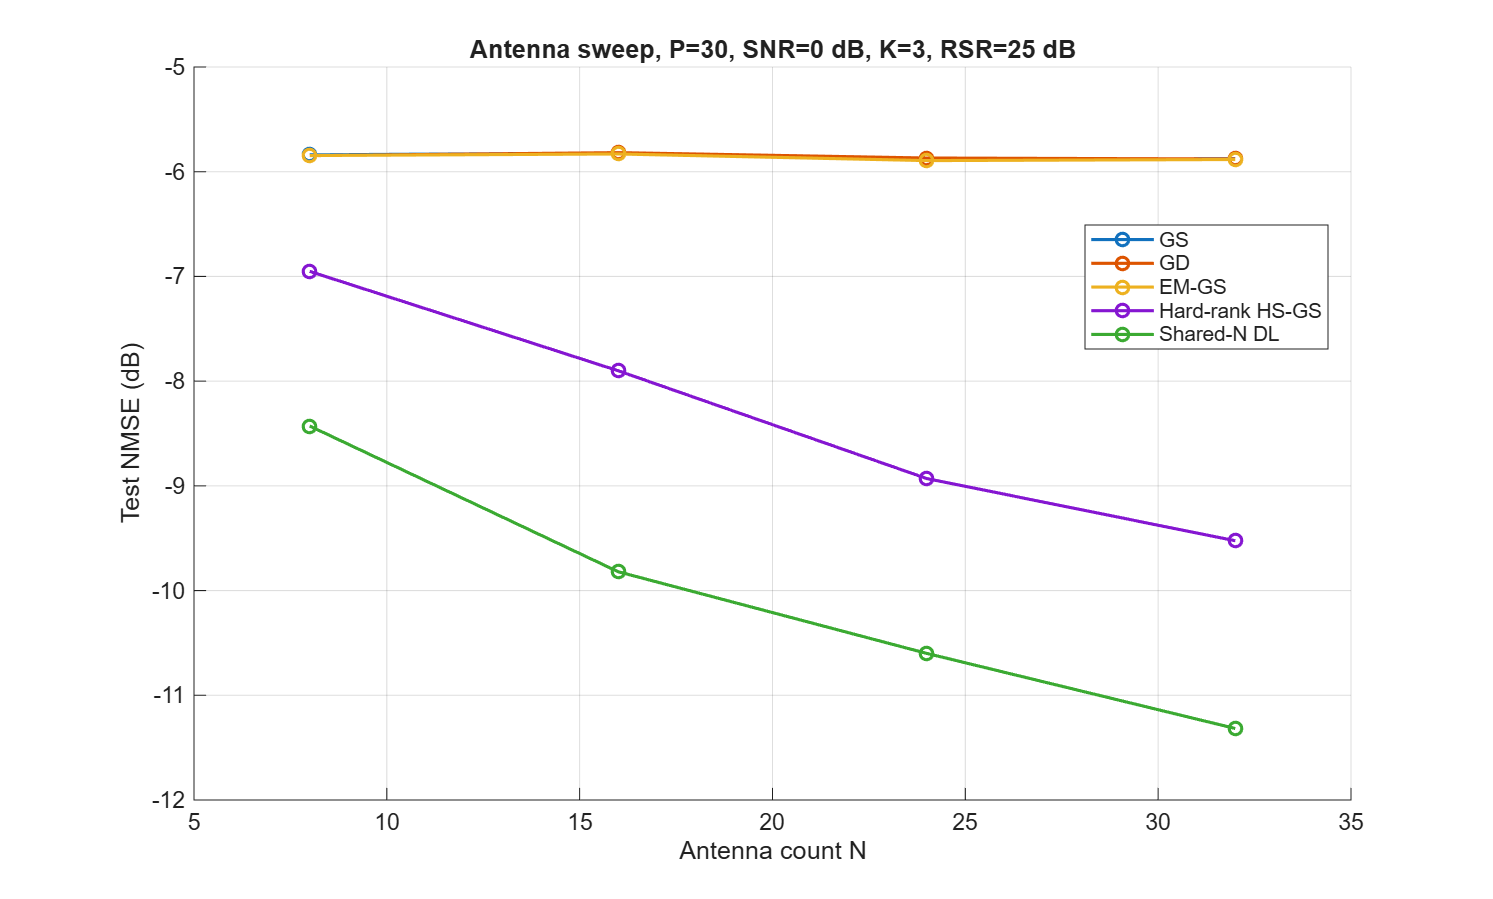 Antenna sweep, P=30, SNR=0 dB, K=3, RSR=25 dB
-5
-6
-7
-8
-9
-10
-11
-12
Test NMSE (dB)
GS
GD
EM-GS
Hard-rank HS-GS
Shared-N DL
5
10
15
20
25
30
35
Antenna count N